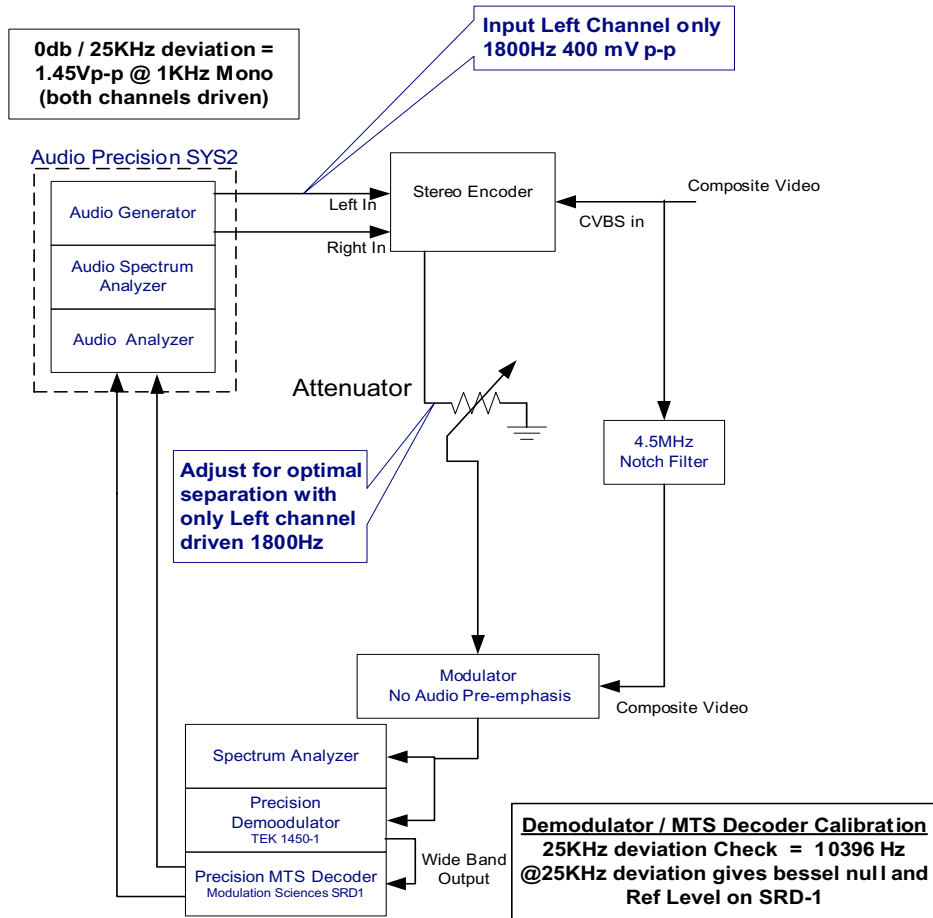 0db / 25KHz deviation =
1.45Vp-p @ 1KHz Mono
(both channels driven)
Input Left Channel only
1800Hz 400 mV p-p
Audio Precision SYS2
Audio Generator
Audio Spectrum
Analyzer
Audio Analyzer
Left In
Right In
Stereo Encoder
Composite Video
CVBS in
Attenuator
4.5MHz
Notch Filter
Adjust for optimal
separation with
only Left channel
driven 1800Hz
Modulator
No Audio Pre-emphasis
Composite Video
Spectrum Analyzer
Precision
Demoodulator
TEK 1450-1
Wide Band
Output
Precision MTS Decoder
Modulation Sciences SRD1
Demodulator / MTS Decoder Calibration
25KHz deviation Check = 10396 Hz
@25KHz deviation gives bessel null and
Ref Level on SRD-1